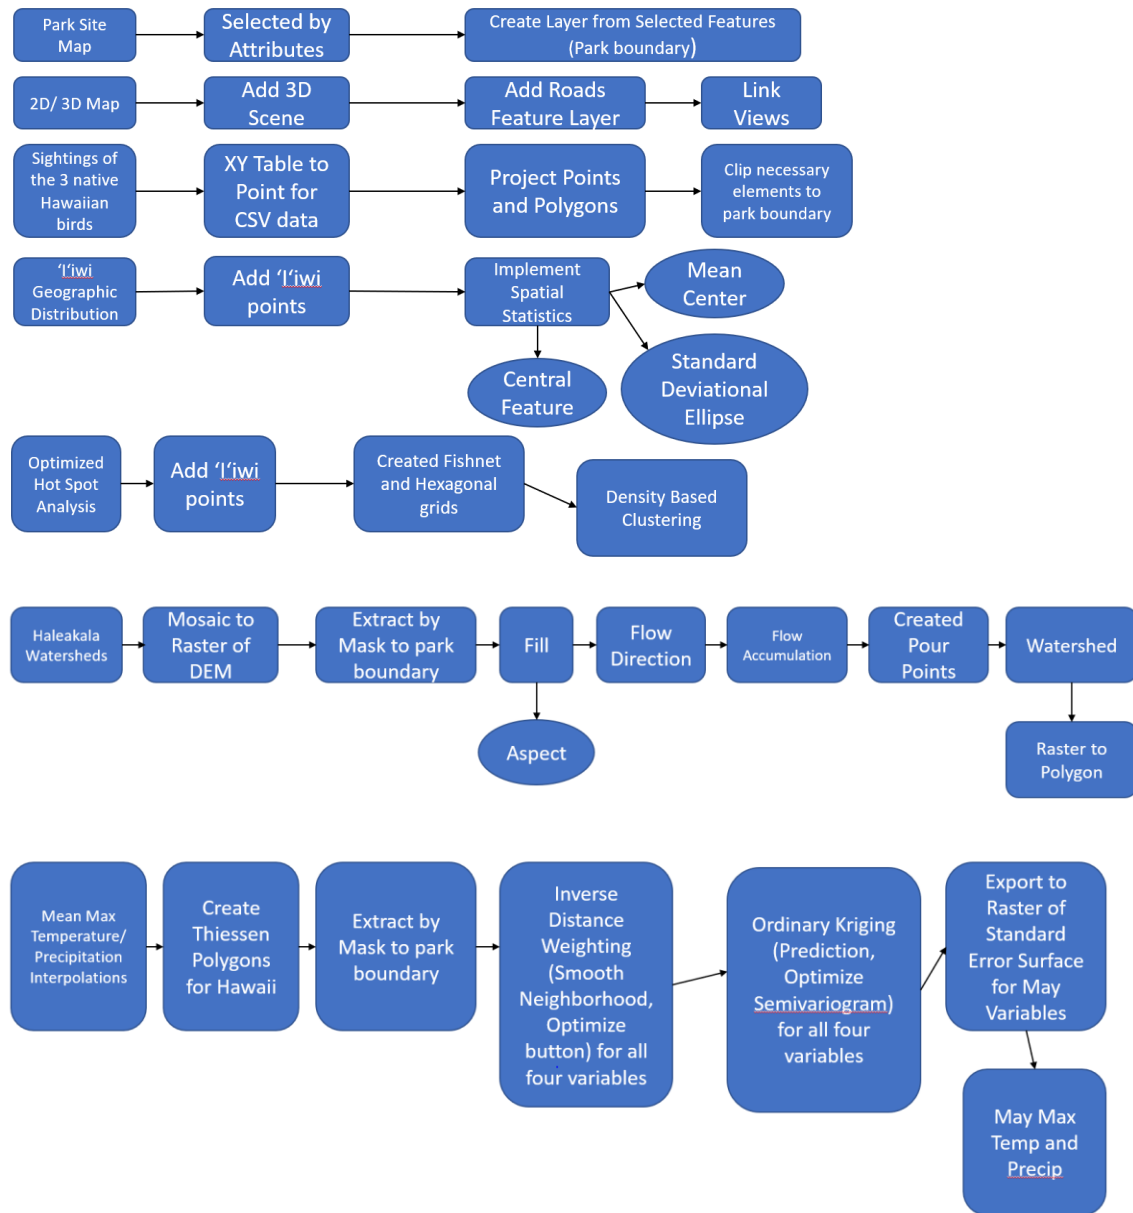 Park Site
Map
Selected by
Attributes
Create Layer from Selected Features
(Park boundary)
2D/ 3D Map
Add 3D
Scene
Add Roads
Feature Layer
Link
Views
Sightings of
the 3 native
Hawaiian
birds
XY Table to
Point for
CSV data
Project Points
and Polygons
Clip necessary
elements to
park boundary
‘I‘iwi
Geographic
Distribution
Add ‘I‘iwi
points
Implement
Spatial
Statistics
Mean
Center
Central
Feature
Standard
Deviational
Ellipse
Optimized
Hot Spot
Analysis
Add ‘I‘iwi
points
Created Fishnet
and Hexagonal
grids
Density Based
Clustering
Haleakala
Watersheds
Mosaic to
Raster of
DEM
Extract by
Mask to park
boundary
Fill
Flow
Direction
Flow
Accumulation
Created
Pour
Points
Watershed
Aspect
Raster to
Polygon
Mean Max
Temperature/
Precipitation
Interpolations
Create
Thiessen
Polygons
for Hawaii
Extract by
Mask to park
boundary
Inverse
Distance
Weighting
(Smooth
Neighborhood,
Optimize
button) for all
four variables
Ordinary Kriging
(Prediction,
Optimize
Semivariogram)
for all four
variables
Export to
Raster of
Standard
Error Surface
for May
Variables
May Max
Temp and
Precip